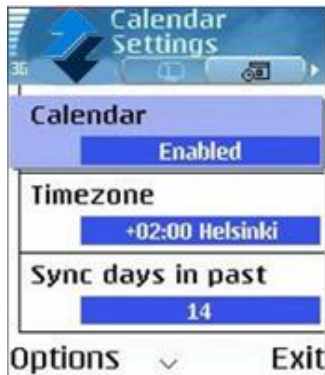 Calendar
Settings
3G
Calendar
Enabled
Timezone
+02:00 Helsinki
Sync days in past
14
Options
Exit